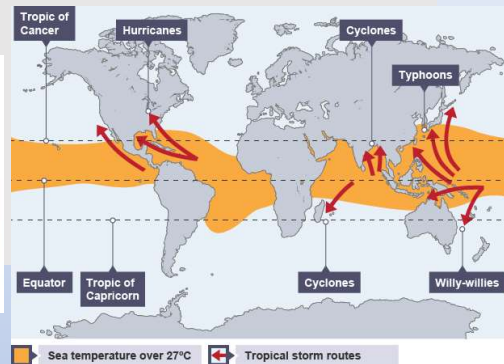 Tropic of
Cancer
Hurricanes
Cyclones
Typhoons
Equator
Tropic of
Capricorn
Cyclones
Willy-willies
Sea temperature over 27ºC
Tropical storm routes